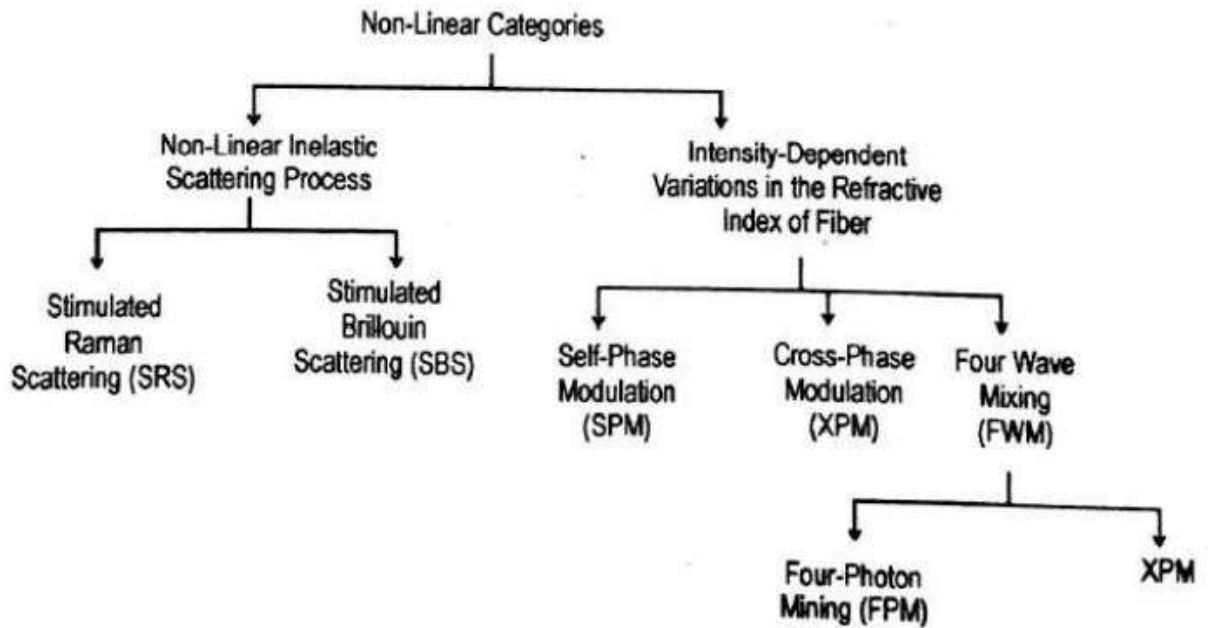 Non-Linear Categories
Non-Linear Inelastic
Scattering Process
Intensity-Dependent
Variations in the Refractive
Index of Fiber
Stimulated
Raman
Scattering (SRS)
Stimulated
Brillouin
Scattering (SBS)
Self-Phase
Modulation
(SPM)
Cross-Phase
Modulation
(XPM)
Four Wave
Mixing
(FWM)
Four-Photon
Mining (FPM)
XPM